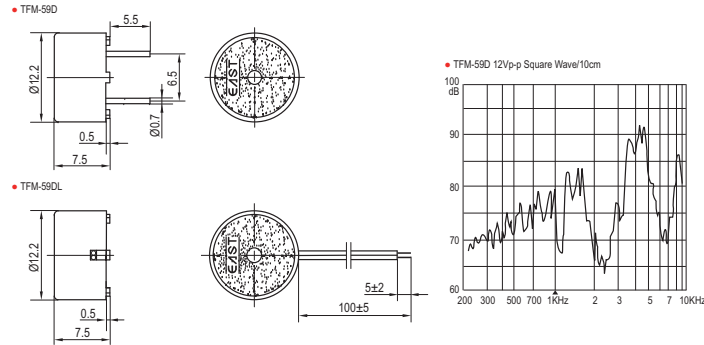 TFM-59D
5.5
Ø12.2
6.5
Ø0.7
0.5
7.5
EAST
TFM-59DL
Ø12.2
0.5
7.5
EAST
5±2
100±5
TFM-59D 12Vp-p Square Wave/10cm
100
dB
90
80
70
60
200 300 500 700 1KHz 2 3 5 7 10KHz